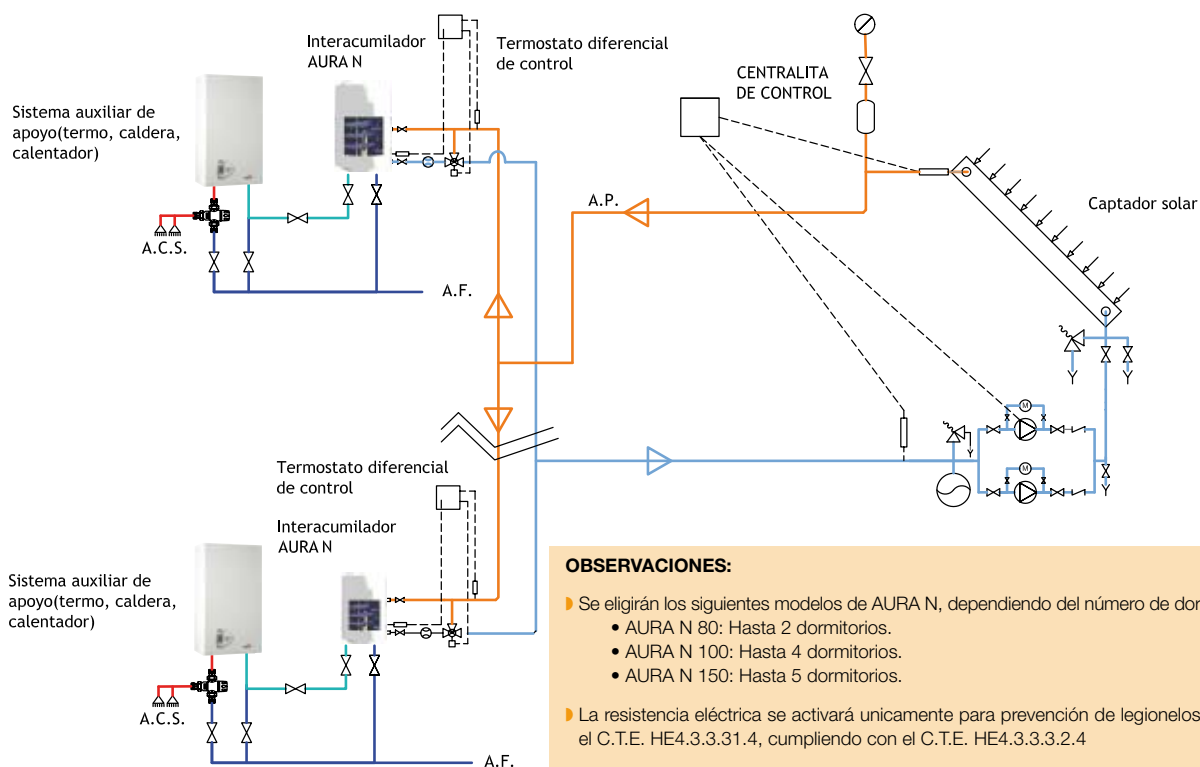 Interacumilador
AURA N
Termostato diferencial
de control
CENTRALITA
DE CONTROL
Sistema auxiliar de
apoyo(termo, caldera,
calentador)
Captador solar
A.P.
A.C.S.
A.F.
M
M
Termostato diferencial
de control
Interacumilador
AURA N
Sistema auxiliar de
apoyo(termo, caldera,
calentador)
A.C.S.
A.F.
OBSERVACIONES:
Se eligirán los siguientes modelos de AURA N, dependiendo del número de dor
• AURA N 80: Hasta 2 dormitorios.
• AURA N 100: Hasta 4 dormitorios.
• AURA N 150: Hasta 5 dormitorios.
La resistencia eléctrica se activará unicamente para prevención de legionelos
el C.T.E. HE4.3.3.31.4, cumpliendo con el C.T.E. HE4.3.3.3.2.4